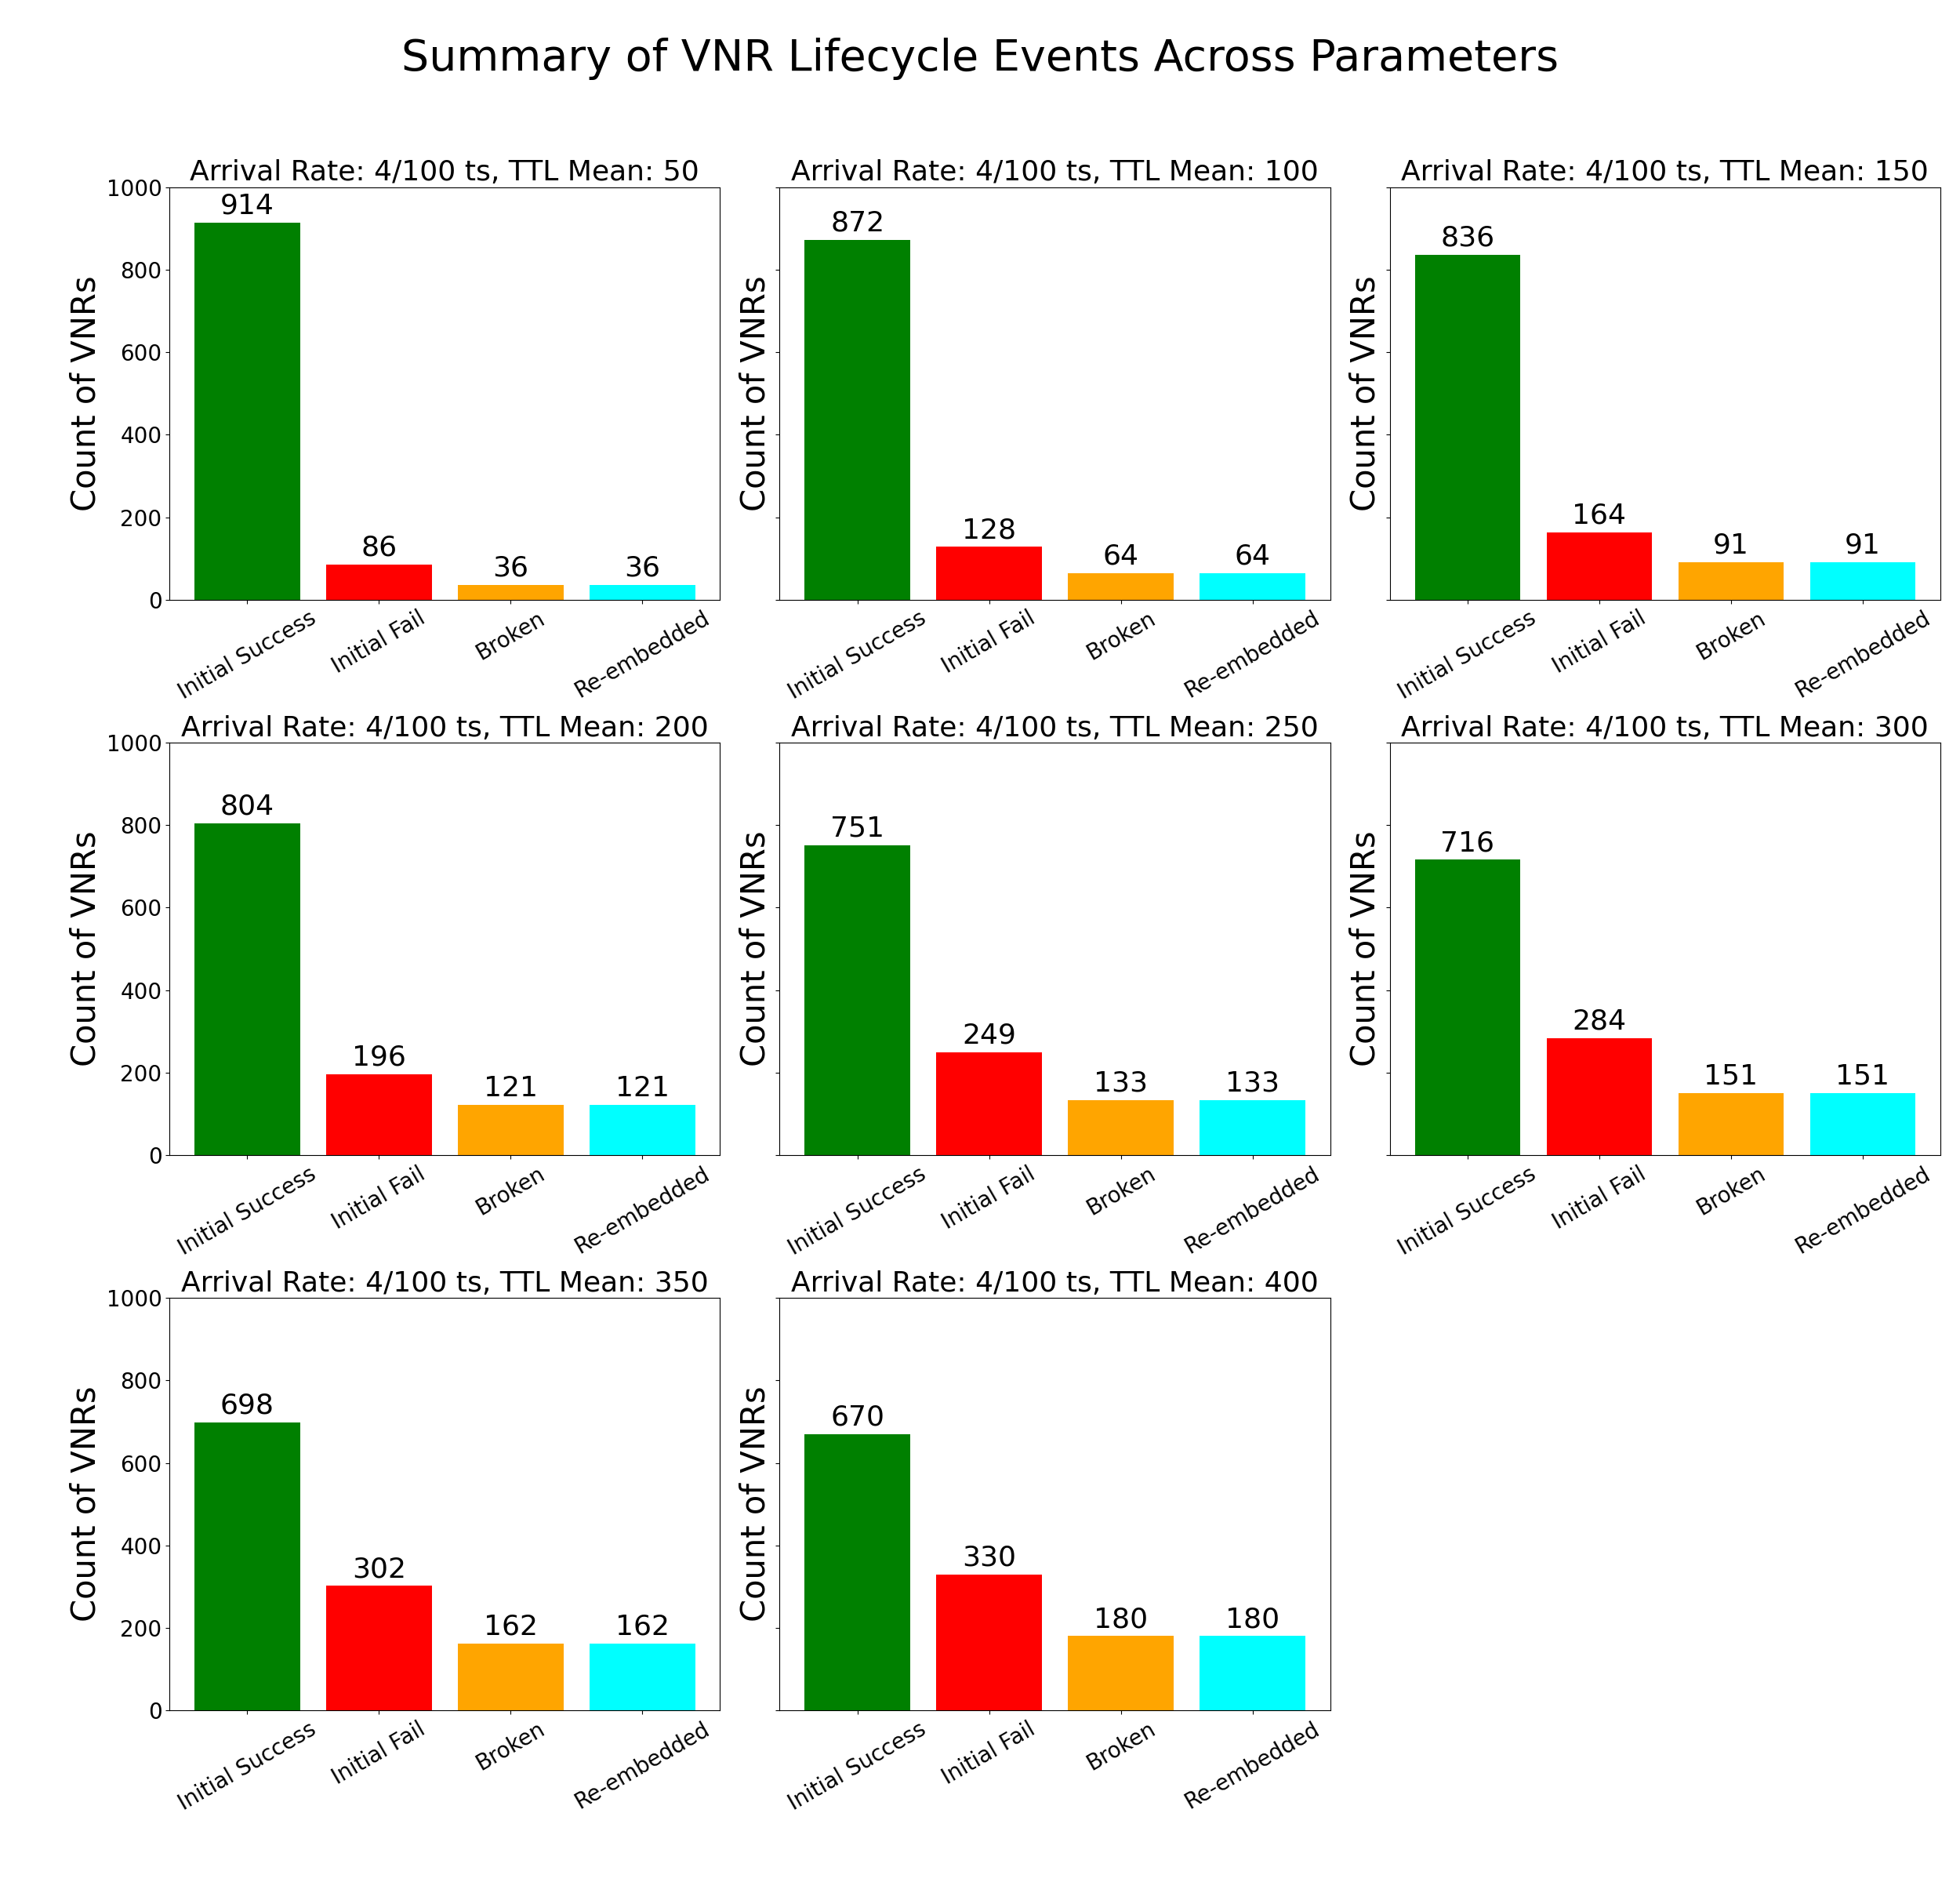 Summary of VNR Lifecycle Events Across Parameters
Arrival Rate: 4/100 ts, TTL Mean: 50
Count of VNRs
1000
800
600
400
200
0
914
86
36
36
Initial Success
Initial Fail
Broken
Re-embedded
Arrival Rate: 4/100 ts, TTL Mean: 100
Count of VNRs
872
128
64
64
Initial Success
Initial Fail
Broken
Re-embedded
Arrival Rate: 4/100 ts, TTL Mean: 150
Count of VNRs
836
164
91
91
Initial Success
Initial Fail
Broken
Re-embedded
Arrival Rate: 4/100 ts, TTL Mean: 200
Count of VNRs
1000
800
600
400
200
0
804
196
121
121
Initial Success
Initial Fail
Broken
Re-embedded
Arrival Rate: 4/100 ts, TTL Mean: 250
Count of VNRs
751
249
133
133
Initial Success
Initial Fail
Broken
Re-embedded
Arrival Rate: 4/100 ts, TTL Mean: 300
Count of VNRs
716
284
151
151
Initial Success
Initial Fail
Broken
Re-embedded
Arrival Rate: 4/100 ts, TTL Mean: 350
Count of VNRs
1000
800
600
400
200
0
698
302
162
162
Initial Success
Initial Fail
Broken
Re-embedded
Arrival Rate: 4/100 ts, TTL Mean: 400
Count of VNRs
670
330
180
180
Initial Success
Initial Fail
Broken
Re-embedded